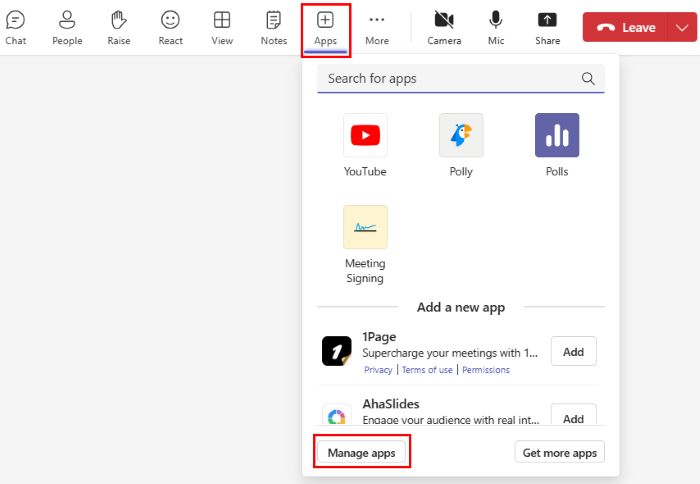 Chat People Raise React View Notes Apps More Camera Mic Share Leave
Search for apps
YouTube Polly Polls
Meeting
Signing
Add a new app
1Page
Supercharge your meetings with 1...
Add
Privacy | Terms of use | Permissions
AhaSlides
Engage your audience with real int...
Add
Manage apps Get more apps